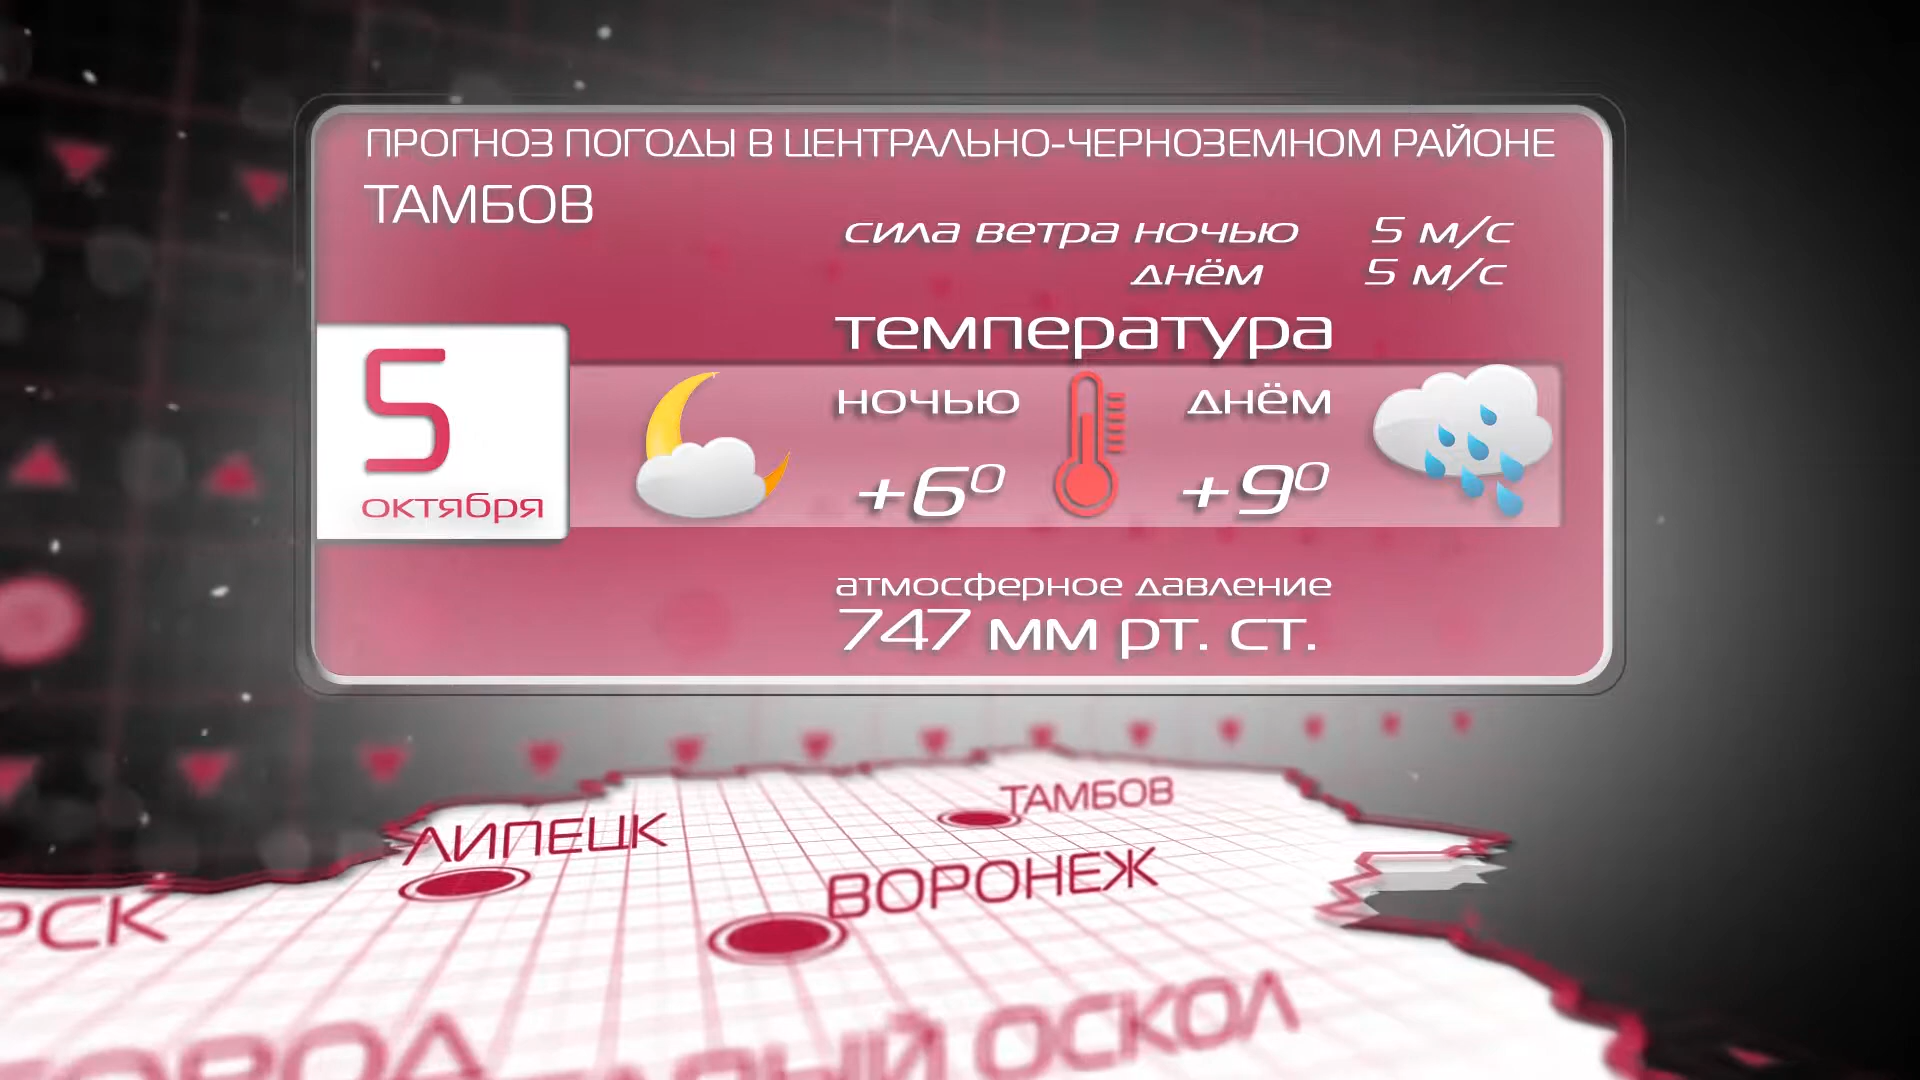 ПРОГНОЗ ПОГОДЫ В ЦЕНТРАЛЬНО-ЧЕРНОЗЕМНОМ РАЙОНЕ
ТАМБОВ
сила ветра ночью 5 м/с
днём 5 м/с
температура
5
октября
ночью днём
+6⁰ +9⁰
атмосферное давление
747 мм рт. ст.
ТАМБОВ
ЛИПЕЦК
ВОРОНЕЖ
ОСКОЛ